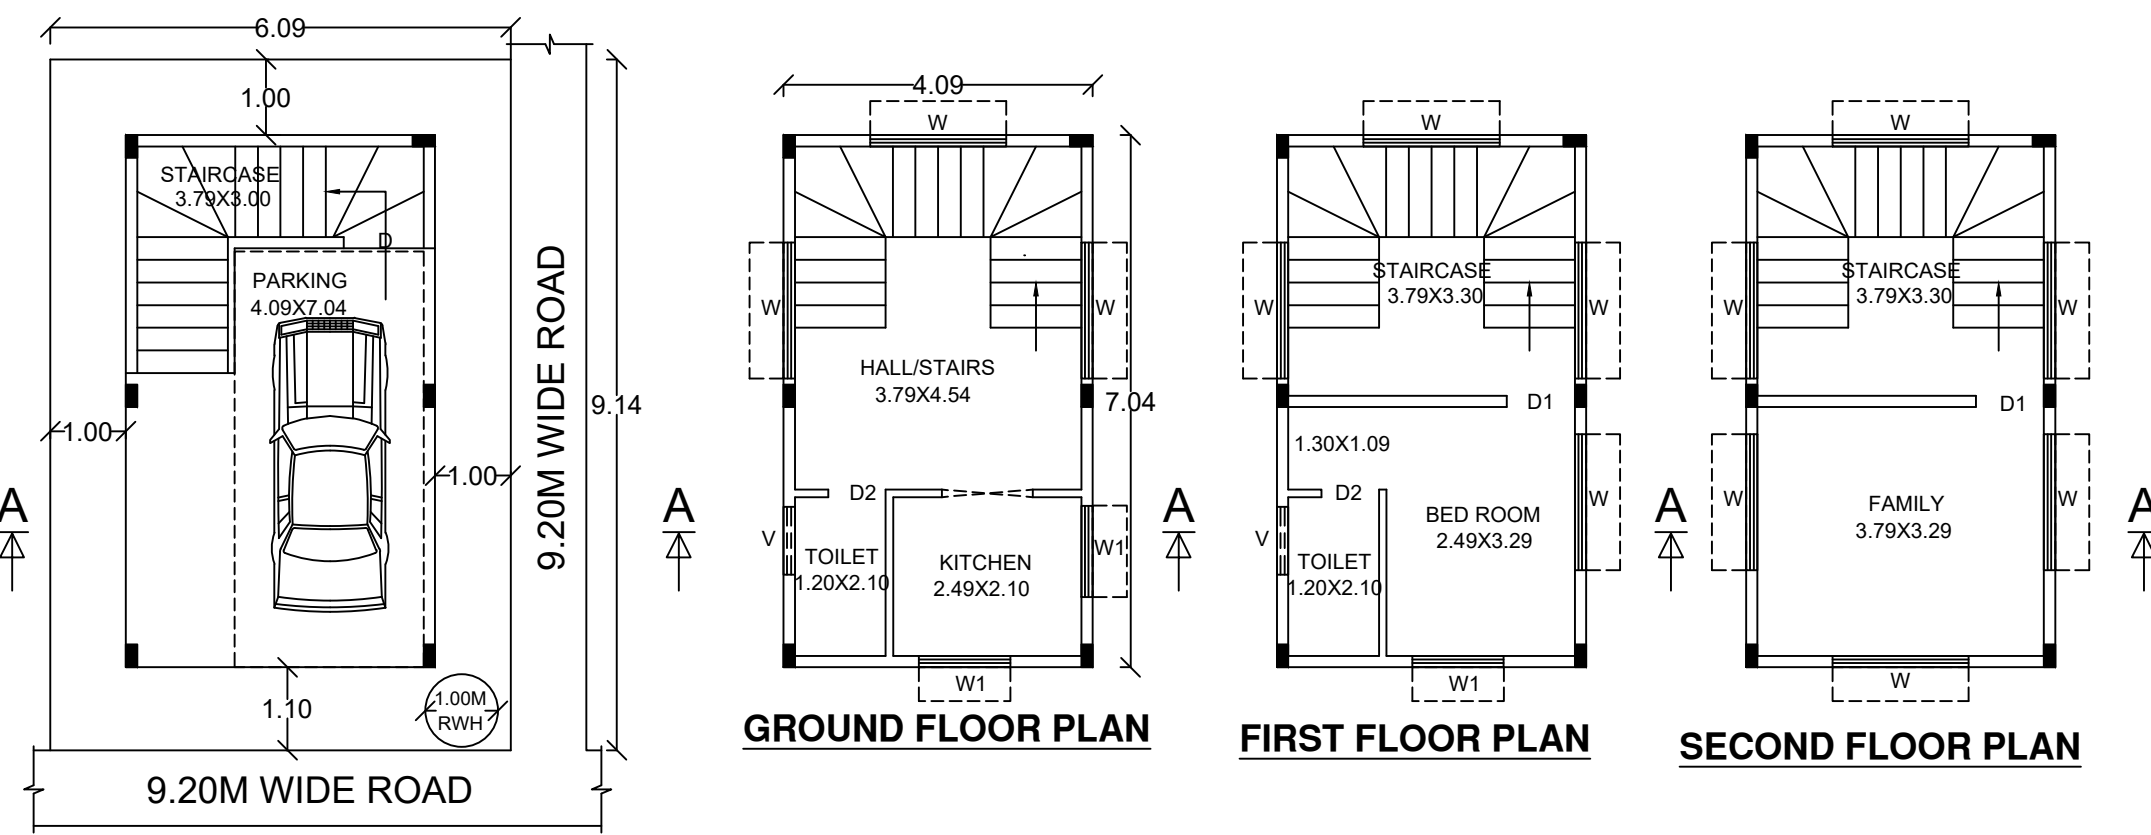 6.09
1.00
STAIRCASE
3.79X3.00
D
PARKING
4.09X7.04
1.00
1.00
9.14
9.20M WIDE ROAD
A
1.10
1.00M
RWH
9.20M WIDE ROAD
4.09
W
W
W
HALL/STAIRS
3.79X4.54
7.04
A
D2
V
TOILET
1.20X2.10
KITCHEN
2.49X2.10
W1
W1
GROUND FLOOR PLAN
W
STAIRCASE
3.79X3.30
W
W
D1
1.30X1.09
A
D2
V
TOILET
1.20X2.10
BED ROOM
2.49X3.29
W
W1
FIRST FLOOR PLAN
W
STAIRCASE
3.79X3.30
W
W
D1
A
W
FAMILY
3.79X3.29
W
A
W
SECOND FLOOR PLAN